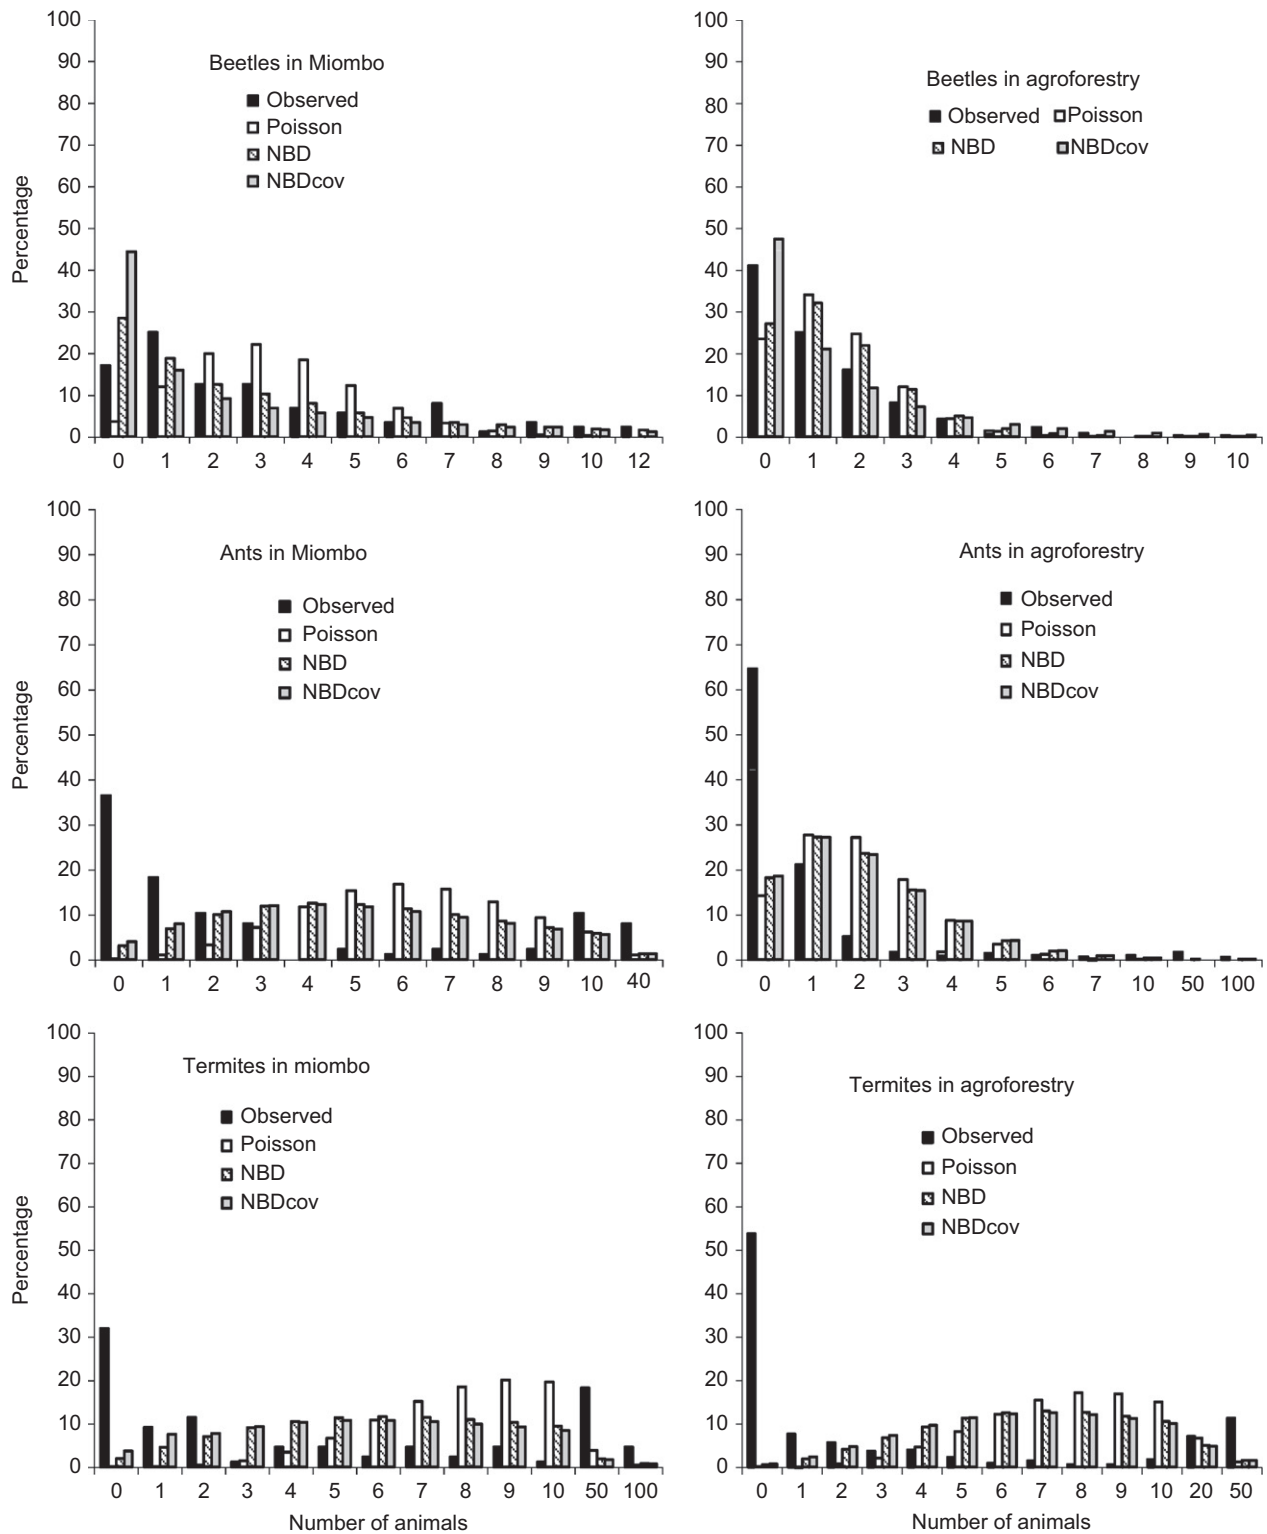 100
90
80
70
60
50
40
30
20
10
0
Percentage
Beetles in Miombo
Observed
Poisson
NBD
NBDcov
0 1 2 3 4 5 6 7 8 9 10 12
100
90
80
70
60
50
40
30
20
10
0
Beetles in agroforestry
Observed Poisson
NBD NBDcov
0 1 2 3 4 5 6 7 8 9 10
100
90
80
70
60
50
40
30
20
10
0
Percentage
Ants in Miombo
Observed
Poisson
NBD
NBDcov
0 1 2 3 4 5 6 7 8 9 10 40
100
90
80
70
60
50
40
30
20
10
0
Ants in agroforestry
Observed
Poisson
NBD
NBDcov
0 1 2 3 4 5 6 7 10 50 100
100
90
80
70
60
50
40
30
20
10
0
Percentage
Termites in miombo
Observed
Poisson
NBD
NBDcov
0 1 2 3 4 5 6 7 8 9 10 50 100
Number of animals
100
90
80
70
60
50
40
30
20
10
0
Termites in agroforestry
Observed
Poisson
NBD
NBDcov
0 1 2 3 4 5 6 7 8 9 10 20 50
Number of animals